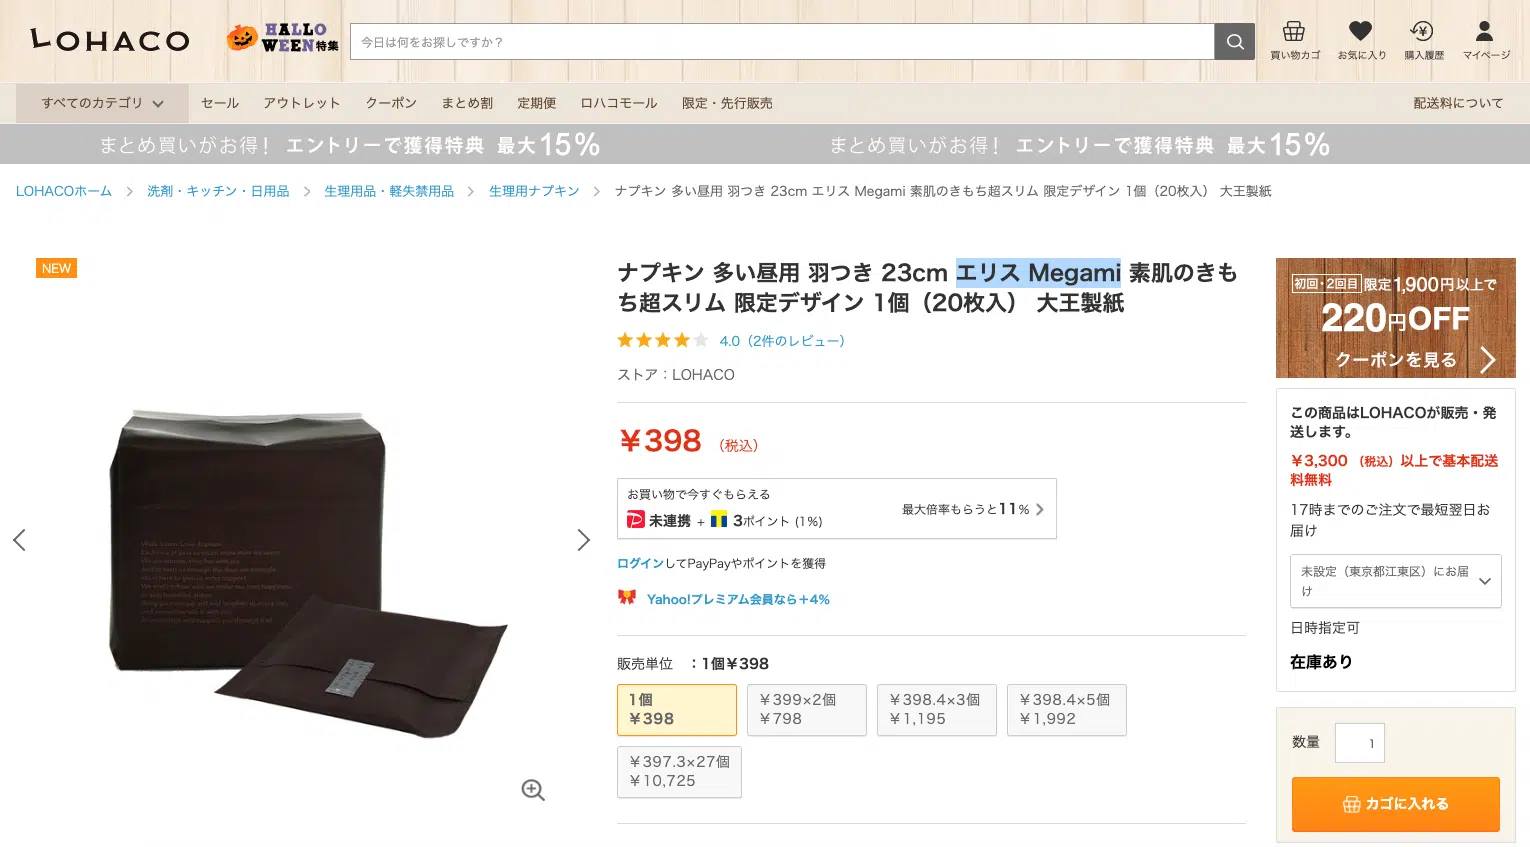 LOHACO
HALLOWEEN特集
今日は何をお探しですか？
買い物カゴ
お気に入り
購入履歴
マイページ
すべてのカテゴリ
セール
アウトレット
クーポン
まとめ割
定期便
ロハコモール
限定・先行販売
配送料について
まとめ買いがお得！ エントリーで獲得特典 最大15%
まとめ買いがお得！ エントリーで獲得特典 最大15%
LOHACOホーム > 洗剤・キッチン・日用品 > 生理用品・軽失禁用品 > 生理用ナプキン > ナプキン 多い昼用 羽つき 23cm エリス Megami 素肌のきもち超スリム 限定デザイン 1個（20枚入） 大王製紙
NEW
ナプキン 多い昼用 羽つき 23cm エリス Megami 素肌のきも
ち超スリム 限定デザイン 1個（20枚入） 大王製紙
4.0（2件のレビュー）
ストア：LOHACO
￥398 （税込）
お買い物で今すぐもらえる
未連携 + 3ポイント (1%)
最大倍率もらうと11%
ログインしてPayPayやポイントを獲得
Yahoo!プレミアム会員なら+4%
販売単位 ：1個￥398
1個
￥398
￥399×2個
￥798
￥398.4×3個
￥1,195
￥398.4×5個
￥1,992
￥397.3×27個
￥10,725
初回・2回目 限定1,900円以上で
220円OFF
クーポンを見る
この商品はLOHACOが販売・発
送します。
￥3,300 （税込）以上で基本配送
料無料
17時までのご注文で最短翌日お
届け
未設定（東京都江東区）にお届
け
日時指定可
在庫あり
数量
1
カゴに入れる